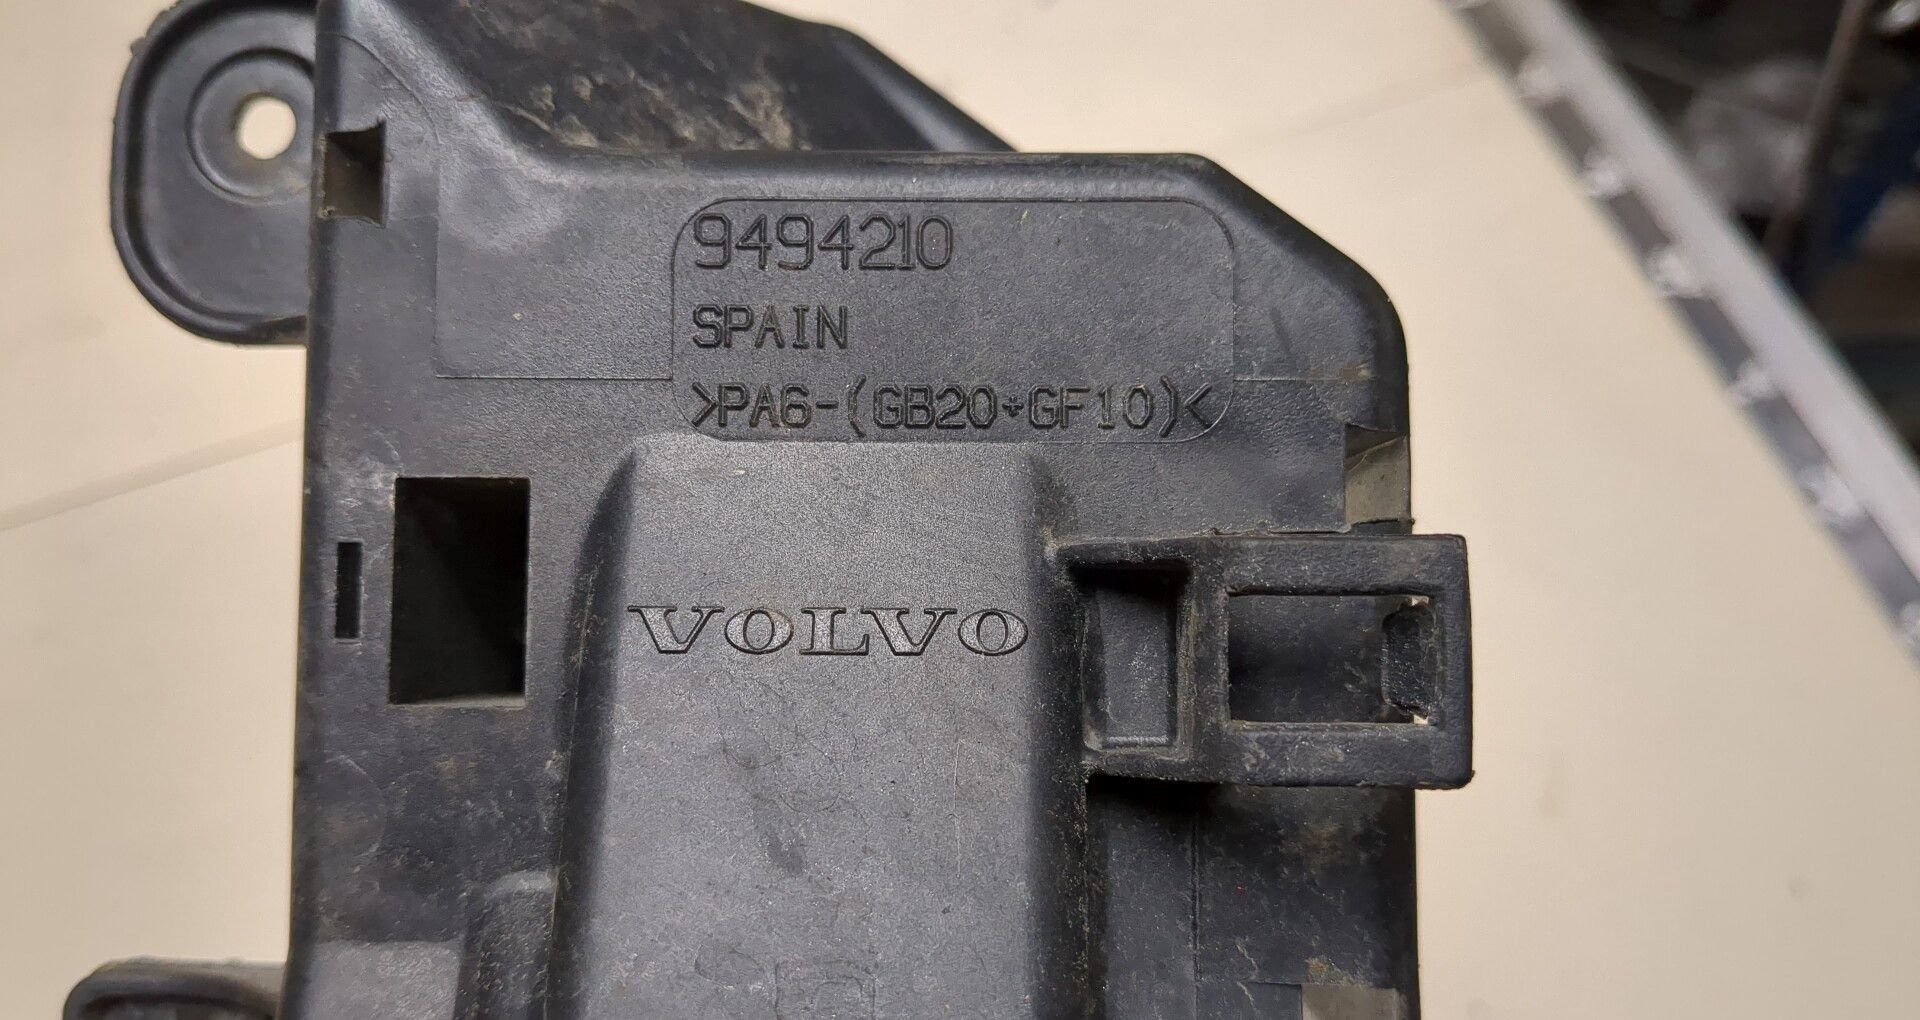 9494210
SPAIN
>PA6-(GB20+GF10)<
VOLVO